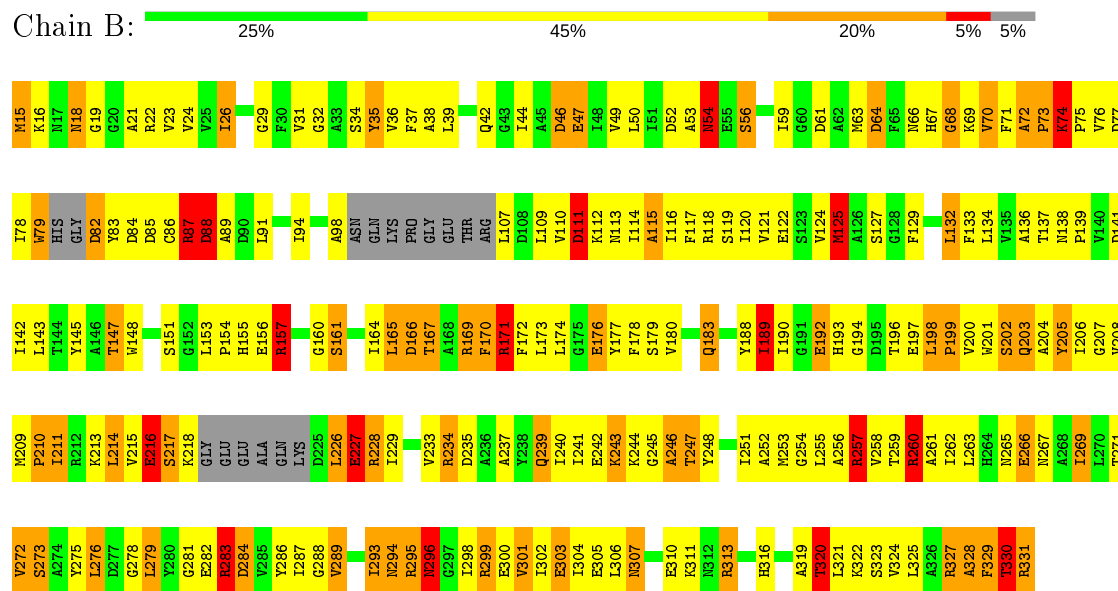 Chain B:
25% 45% 20% 5% 5%
M15 K16 N17 N18 G19 G20 A21 R22 V23 V24 V25 I26 G29 F30 V31 G32 A33 S34 Y35 V36 F37 A38 L39 Q42 G43 I44 A45 D46 E47 I48 V49 L50 I51 D52 A53 N54 E55 S56 I59 G60 D61 A62 M63 D64 F65 N66 H67 G68 K69 V70 F71 A72 P73 K74 P75 V76 D77
I78 W79 HIS GLY D82 Y83 D84 D85 C86 R87 D88 A89 D90 L91 I94 A98 ASN GLN LYS PRO GLY GLU THR ARG L107 D108 L109 V110 D111 K112 N113 I114 A115 I116 F117 R118 S119 I120 V121 E122 S123 V124 M125 A126 S127 G128 F129 L132 F133 L134 V135 A136 T137 N138 P139 V140 D141
I142 L143 T144 Y145 A146 T147 W148 S151 G152 L153 P154 H155 E156 R157 G160 S161 I164 L165 D166 T167 A168 R169 F170 R171 F172 L173 L174 G175 E176 Y177 F178 S179 V180 Q183 Y188 I189 I190 G191 E192 H193 G194 D195 T196 E197 L198 P199 V200 W201 S202 Q203 A204 Y205 I206 G207 V208
M209 P210 I211 R212 K213 L214 V215 E216 S217 K218 GLY GLU GLU ALA GLN LYS D225 L226 E227 R228 I229 V233 R234 D235 A236 A237 Y238 Q239 I240 I241 E242 K243 K244 G245 A246 T247 Y248 I251 A252 M253 G254 L255 A256 R257 V258 T259 R260 A261 I262 L263 H264 N265 E266 N267 A268 I269 L270 T271
V272 S273 A274 Y275 L276 D277 G278 L279 Y280 G281 E282 R283 D284 V285 Y286 I287 G288 V289 I293 N294 R295 N296 G297 I298 R299 E300 V301 I302 E303 I304 E305 L306 N307 E310 K311 N312 R313 H316 A319 T320 L321 K322 S323 V324 L325 A326 R327 A328 F329 T330 R331